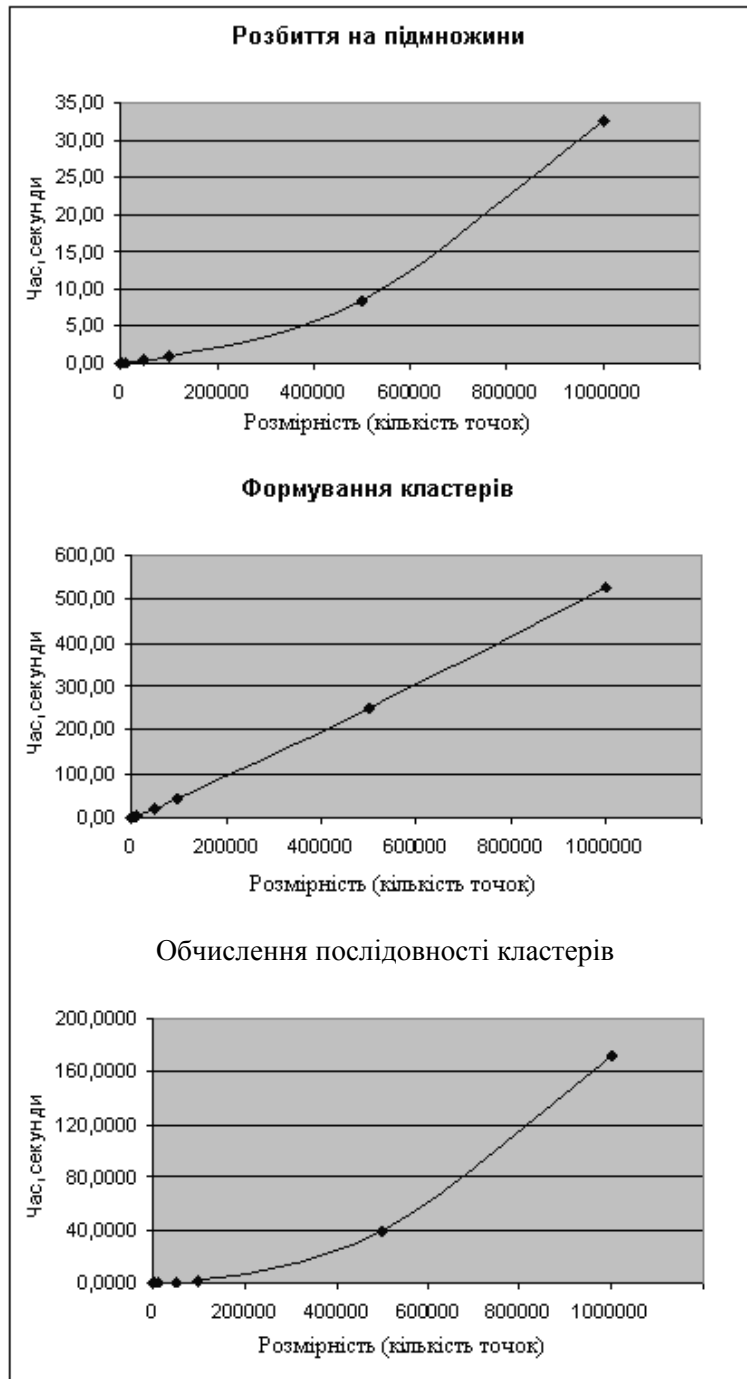 Розбиття на підмножини
35,00
30,00
25,00
20,00
15,00
10,00
5,00
0,00
Час, секунди
0 200000 400000 600000 800000 1000000
Розмірність (кількість точок)
Формування кластерів
600,00
500,00
400,00
300,00
200,00
100,00
0,00
Час, секунди
0 200000 400000 600000 800000 1000000
Розмірність (кількість точок)
Обчислення послідовності кластерів
200,0000
160,0000
120,0000
80,0000
40,0000
0,0000
Час, секунди
0 200000 400000 600000 800000 1000000
Розмірність (кількість точок)